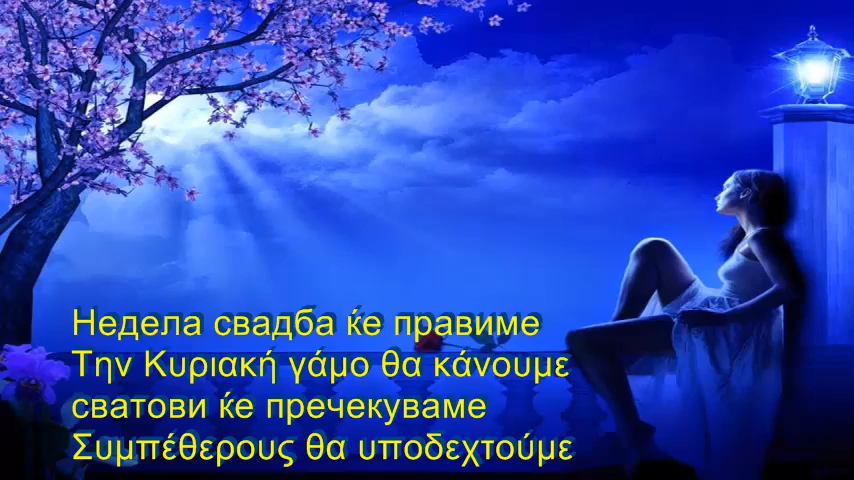 Недела свадба ќе правиме
Την Κυριακή γάμο θα κάνουμε
сватови ќе пречекуваме
Συμπέθερους θα υποδεχτούμε